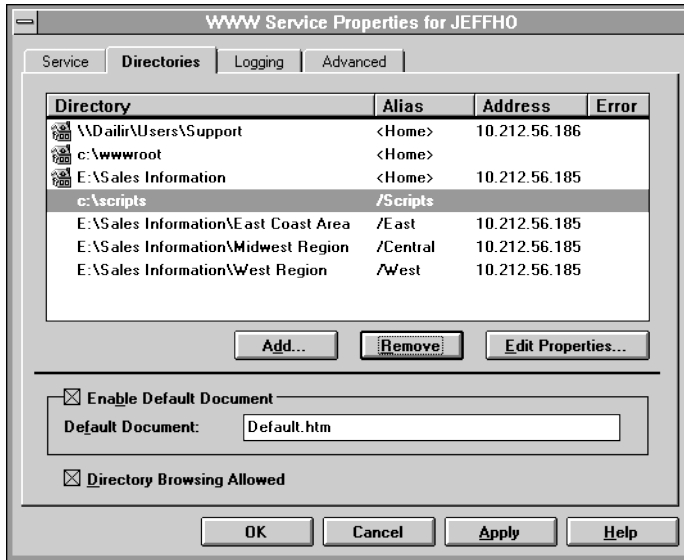 WWW Service Properties for JEFFHO
Service Directories Logging Advanced
Directory Alias Address Error
\\Dailir\Users\Support <Home> 10.212.56.186
c:\wwwroot <Home>
E:\Sales Information <Home> 10.212.56.185
c:\scripts /Scripts
E:\Sales Information\East Coast Area /East 10.212.56.185
E:\Sales Information\Midwest Region /Central 10.212.56.185
E:\Sales Information\West Region /West 10.212.56.185
Add... Remove Edit Properties...
Enable Default Document
Default Document: Default.htm
Directory Browsing Allowed
OK Cancel Apply Help